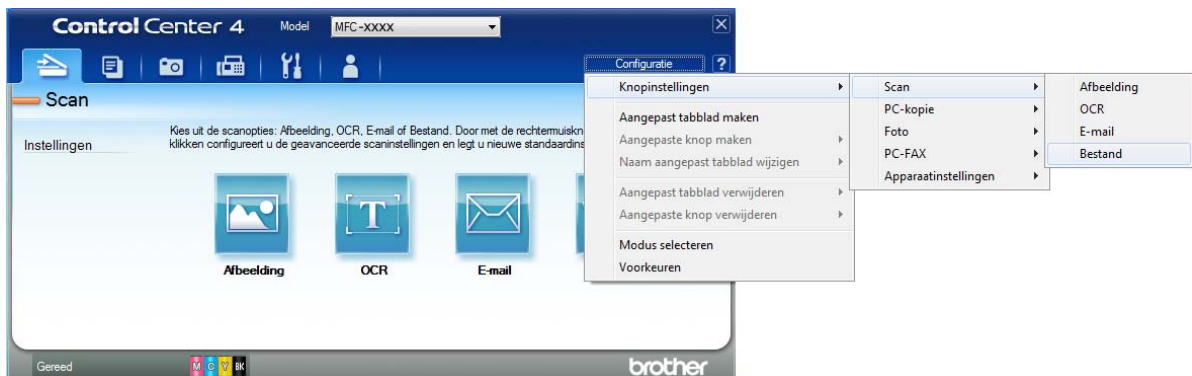 Control Center 4 Model MFC-XXXX
Configuratie ?
Scan
Instellingen
Kies uit de scanopties: Afbeelding, OCR, E-mail of Bestand. Door met de rechtermuiskn
klikken configureert u de geavanceerde scaninstellingen en legt u nieuwe standaardins
T
Afbeelding OCR E-mail
Knopinstellingen
Aangepast tabblad maken
Aangepaste knop maken
Naam aangepast tabblad wijzigen
Aangepast tabblad verwijderen
Aangepaste knop verwijderen
Modus selecteren
Voorkeuren
Scan
PC-kopie
Foto
PC-FAX
Apparaatinstellingen
Afbeelding
OCR
E-mail
Bestand
Gereed M C Y BK brother